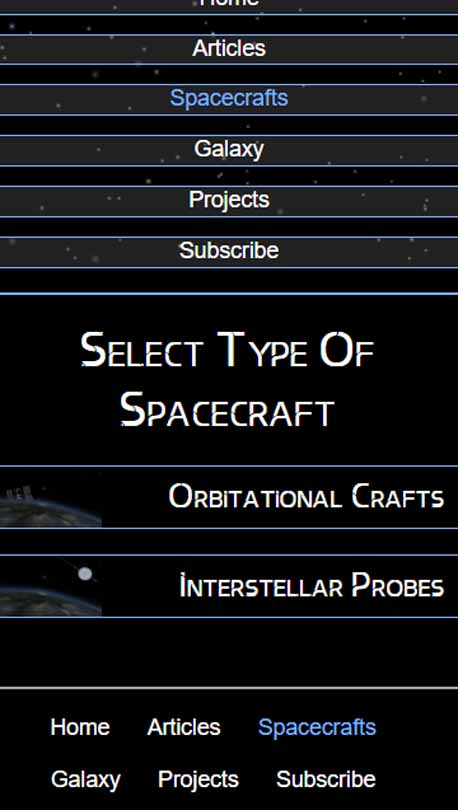 Home
Articles
Spacecrafts
Galaxy
Projects
Subscribe
Select Type Of
Spacecraft
Orbitational Crafts
Interstellar Probes
Home Articles Spacecrafts
Galaxy Projects Subscribe